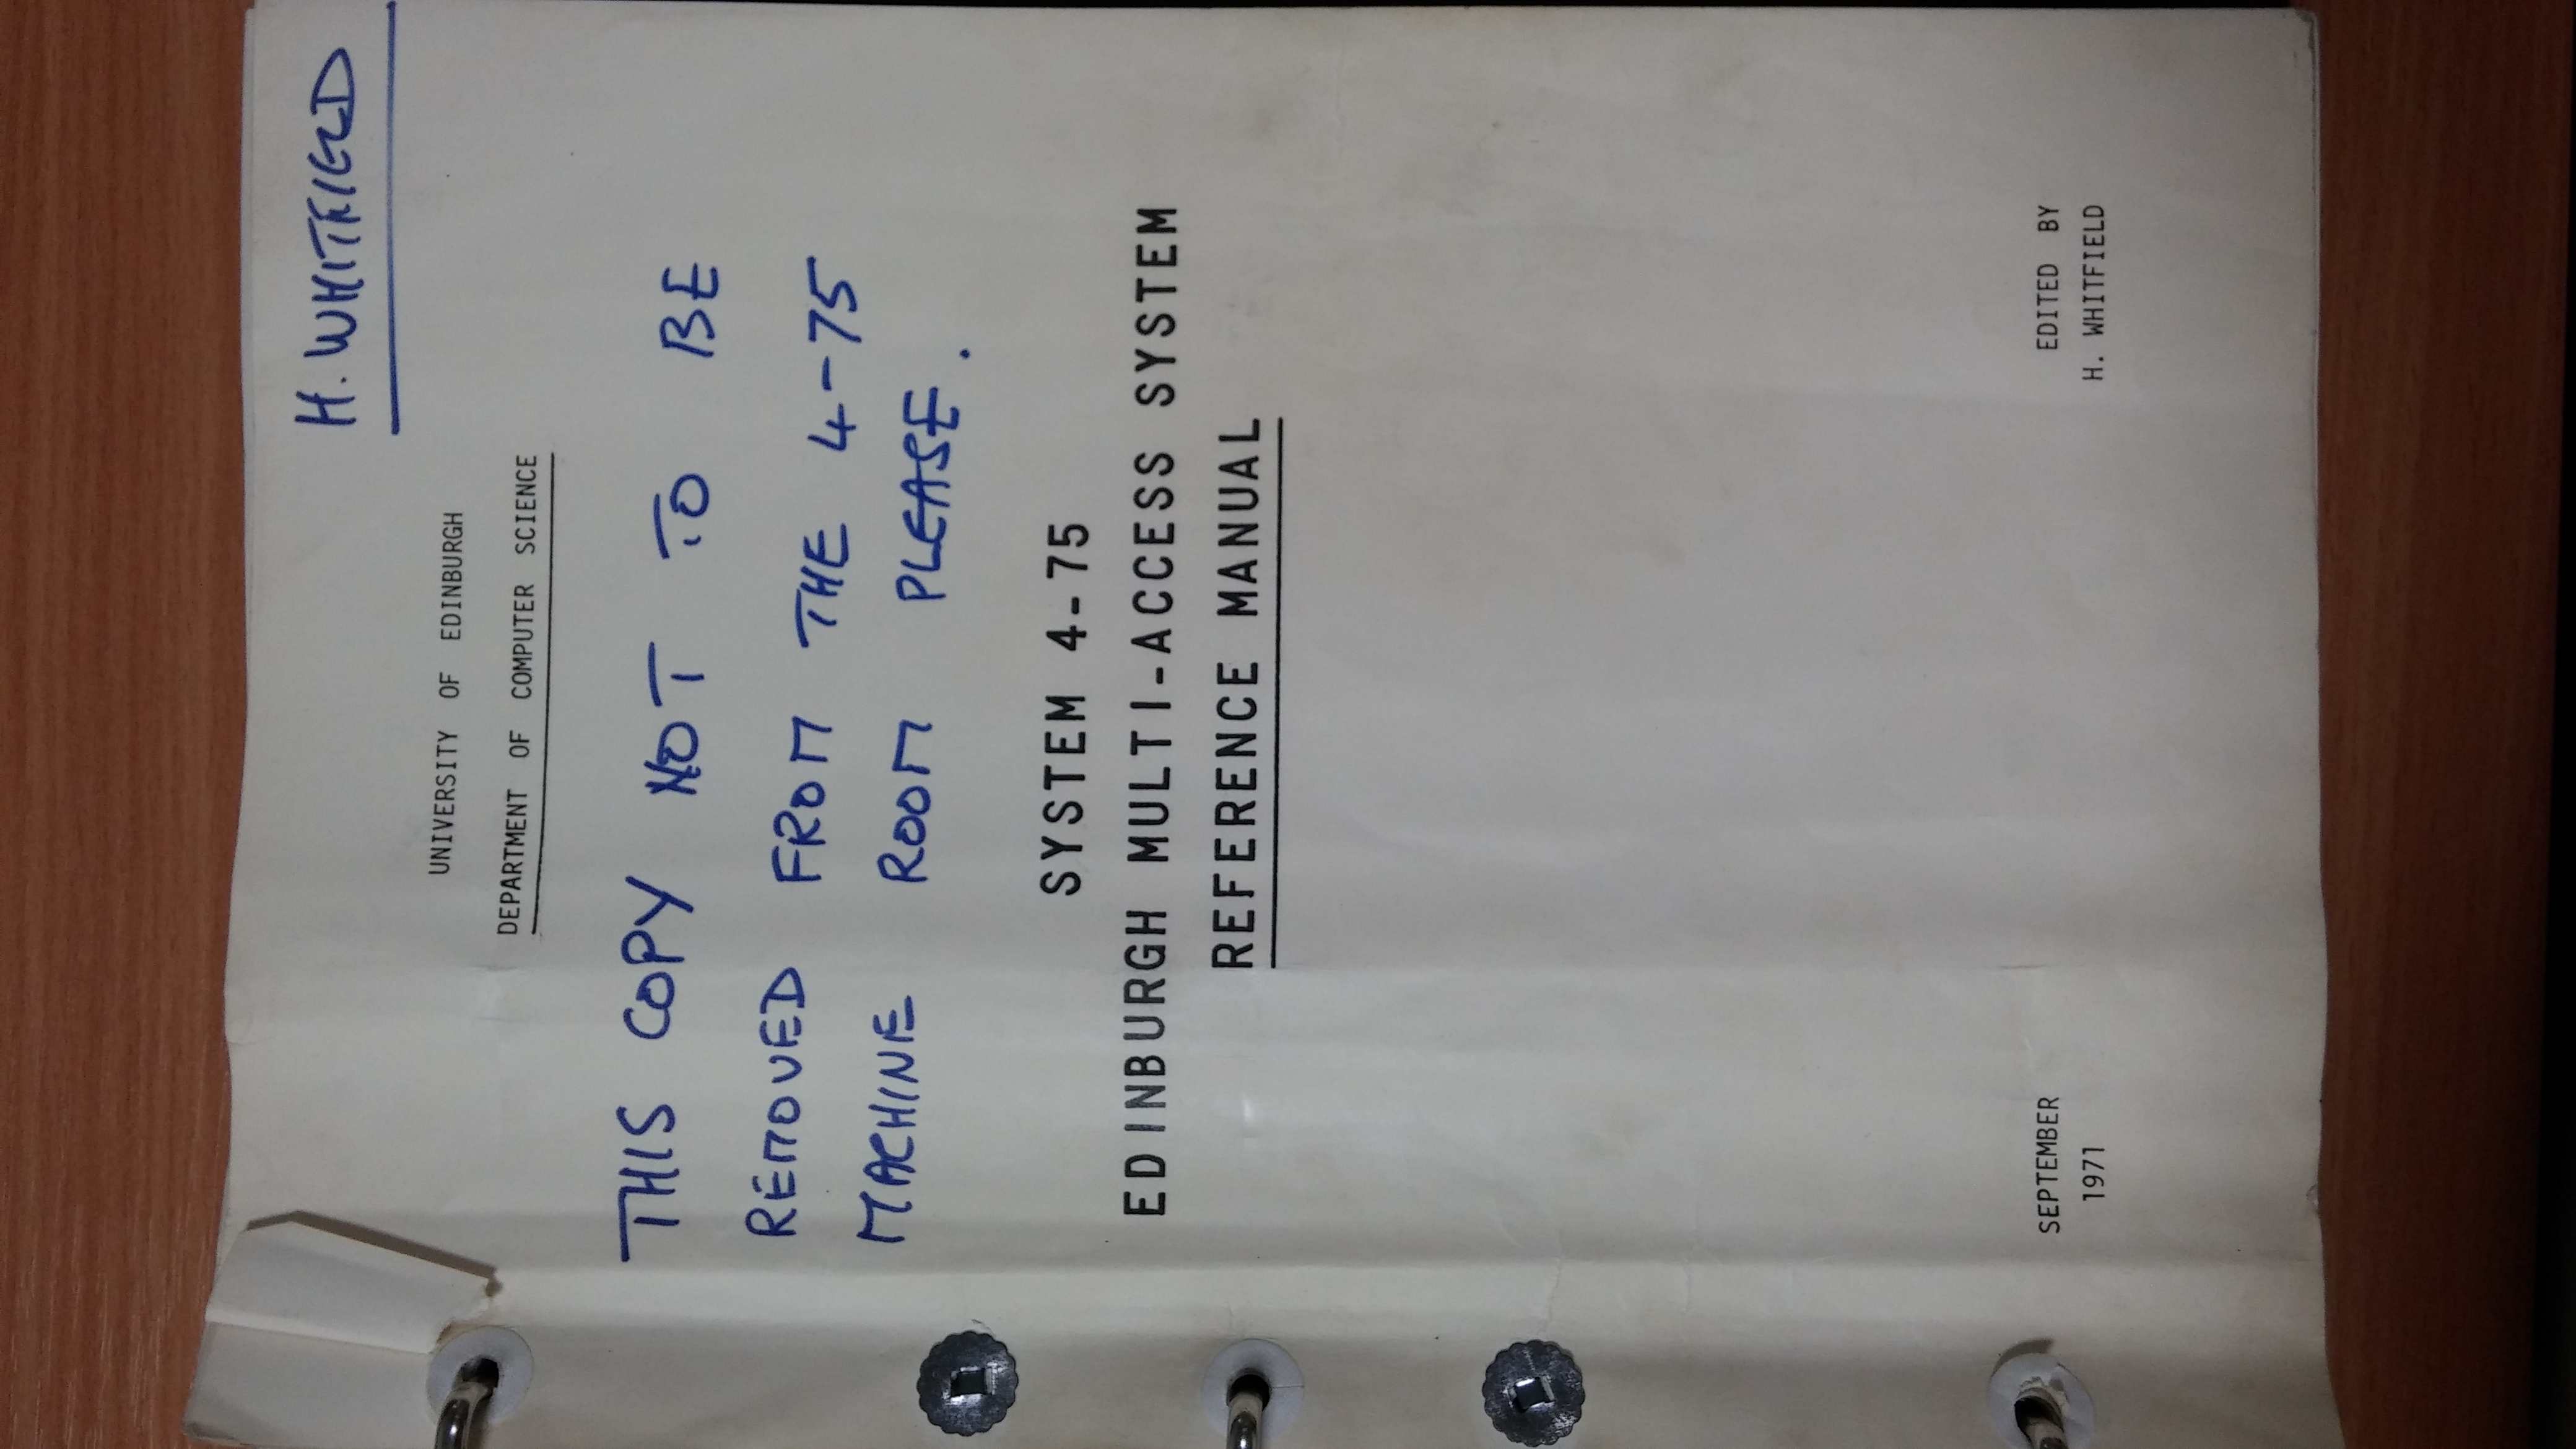 H. WHITFIELD
UNIVERSITY OF EDINBURGH
DEPARTMENT OF COMPUTER SCIENCE
THIS COPY NOT TO BE
REMOVED FROM THE 4-75
MACHINE ROOM PLEASE.
SYSTEM 4-75
EDINBURGH MULTI-ACCESS SYSTEM
REFERENCE MANUAL
SEPTEMBER
1971
EDITED BY
H. WHITFIELD